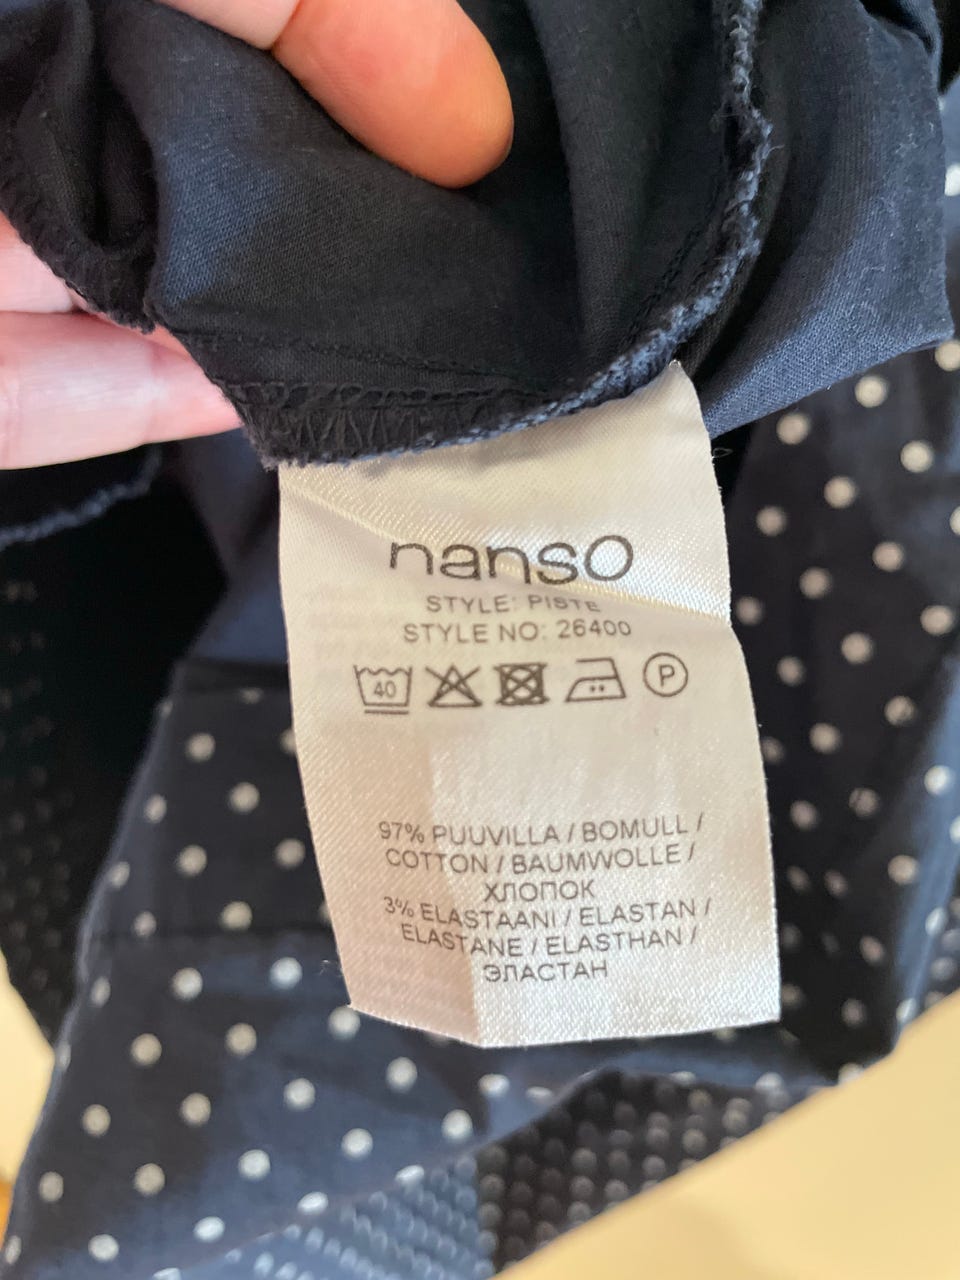 nanso
STYLE: PISTE
STYLE NO: 26400
40 P
97% PUUVILLA / BOMULL /
COTTON / BAUMWOLLE /
ХЛОПОК
3% ELASTAANI / ELASTAN /
ELASTANE / ELASTHAN /
ЭЛАСТАН